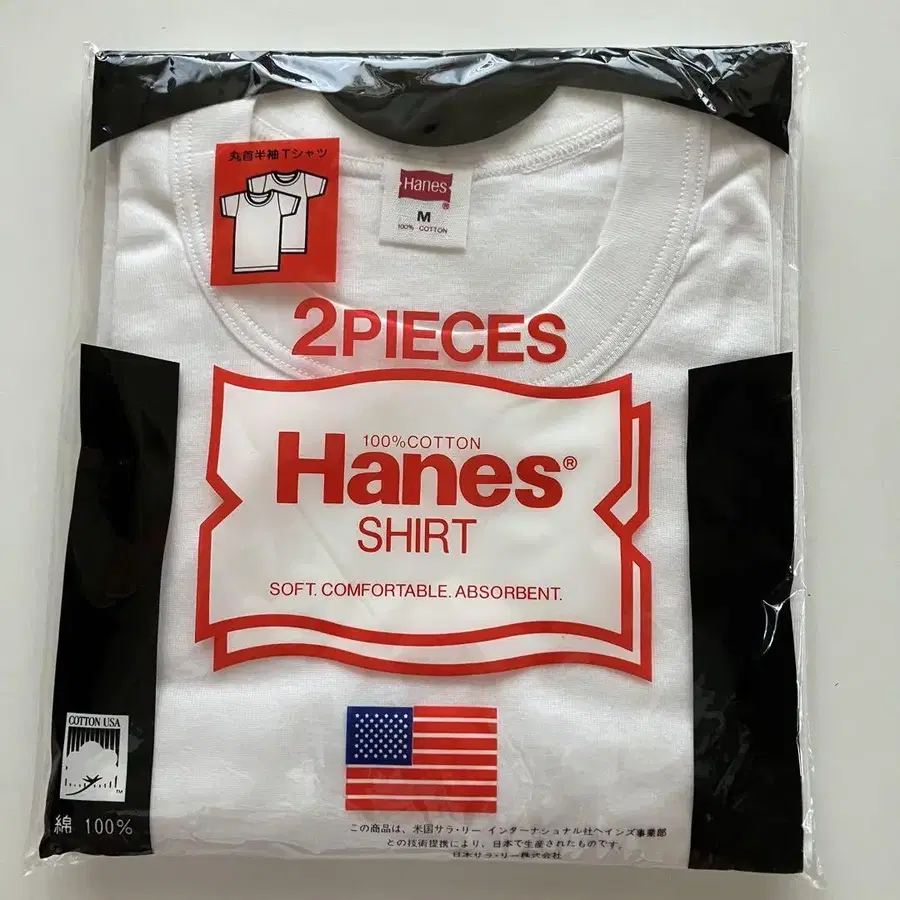 丸首半袖Tシャツ
Hanes®
M
100% COTTON
2PIECES
100%COTTON
Hanes®
SHIRT
SOFT. COMFORTABLE. ABSORBENT.
COTTON USA
TM
綿 100%
この商品は、米国サラ・リー インターナショナル社ヘインズ事業部
との技術提携により、日本で生産されたものです。
日本サラ・リー株式会社